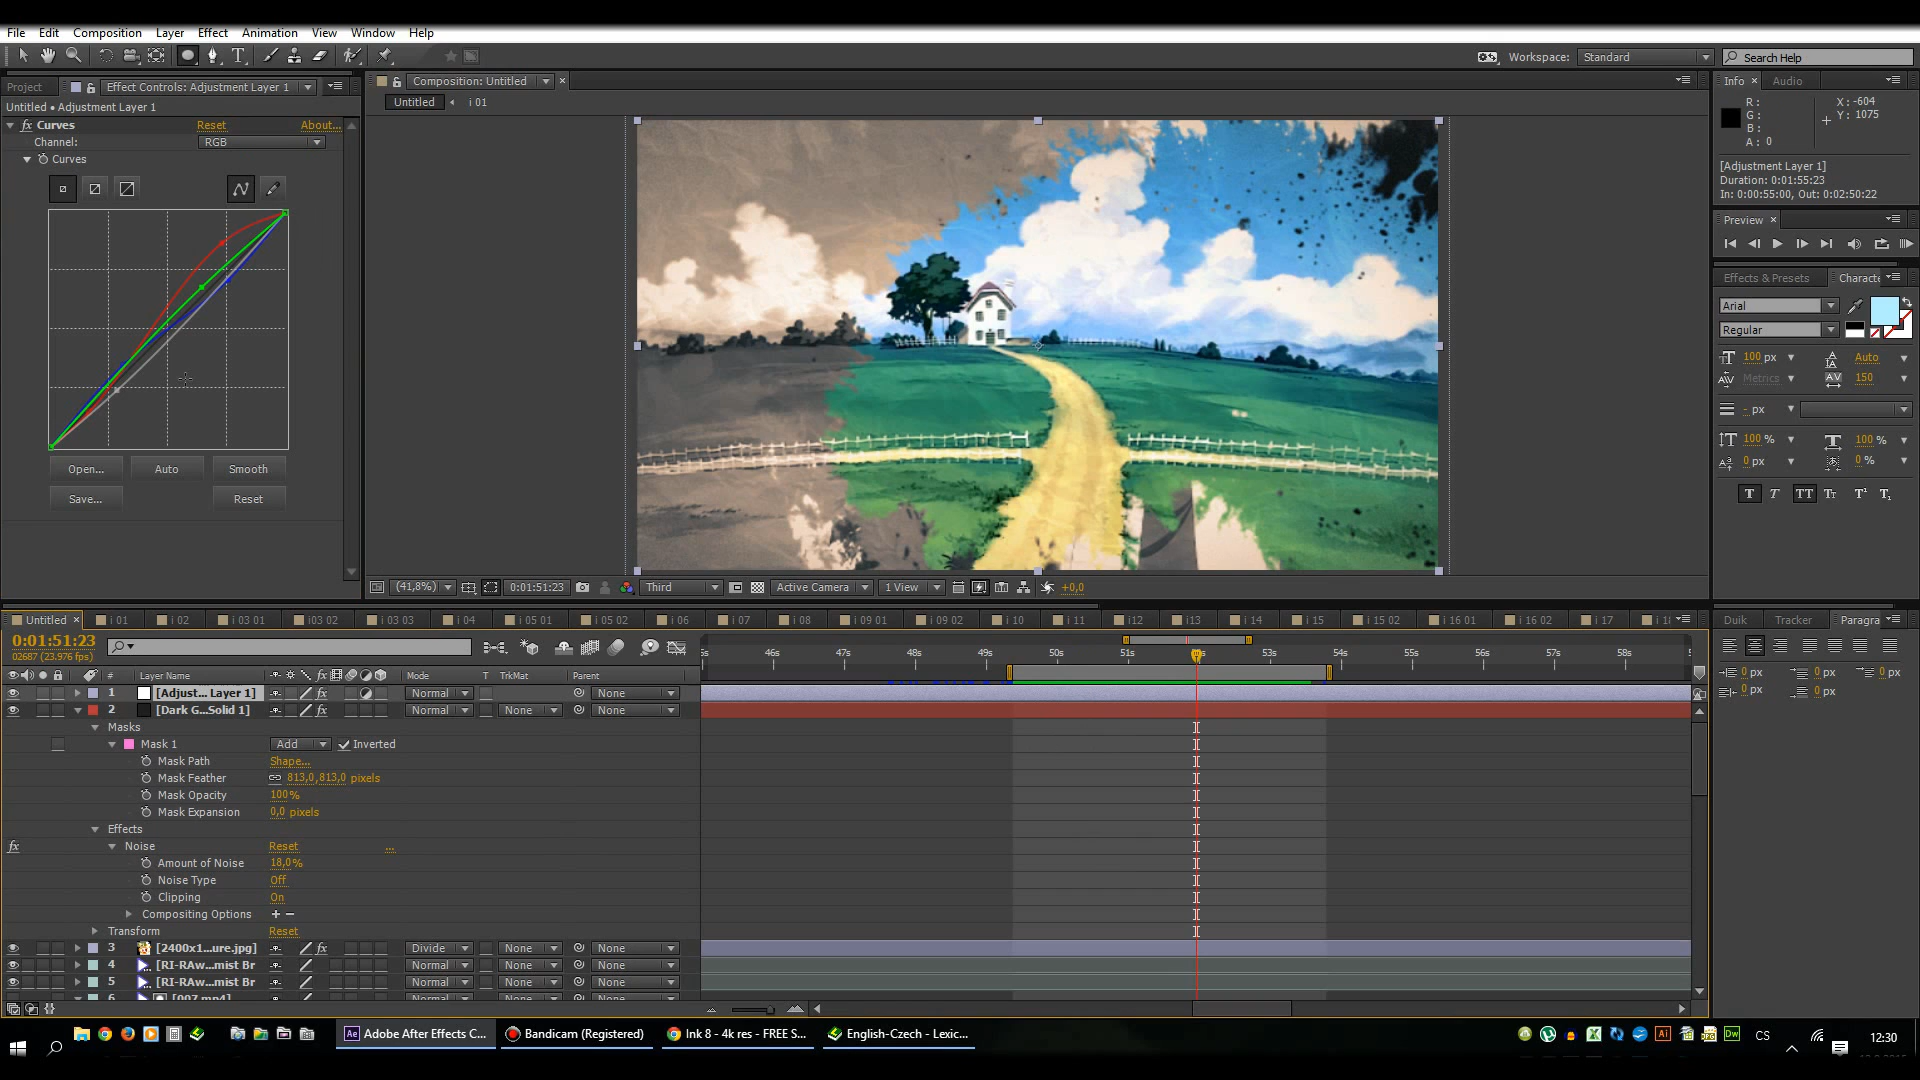 File Edit Composition Layer Effect Animation View Window Help
Workspace: Standard Search Help
Project Effect Controls: Adjustment Layer 1
Untitled • Adjustment Layer 1
fx Curves Reset About...
Channel: RGB
Curves
Open... Auto Smooth
Save... Reset
Composition: Untitled
Untitled i 01
(41,8%) 0:01:51:23 Third Active Camera 1 View +0,0
Info Audio
R: X: -604
G: Y: 1075
B:
A: 0
[Adjustment Layer 1]
Duration: 0:01:55:23
In: 0:00:55:00, Out: 0:02:50:22
Preview
Effects & Presets Characte
Arial
Regular
100 px Auto
Metrics 150
- px
100 % 100 %
0 px 0 %
T T TT Tt T¹ T₁
Duik Tracker Paragra
0 px 0 px 0 px
0 px 0 px
Untitled i 01 i 02 i 03 01 i03 02 i 03 03 i 04 i 05 01 i 05 02 i 06 i 07 i 08 i 09 01 i 09 02 i 10 i 11 i12 i13 i 14 i 15 i 15 02 i 16 01 i 16 02 i 17
0:01:51:23
02687 (23.976 fps)
46s 47s 48s 49s 50s 51s 53s 54s 55s 56s 57s 58s
# Layer Name Mode T TrkMat Parent
1 [Adjust... Layer 1] Normal None
2 [Dark G...Solid 1] Normal None None
Masks
Mask 1 Add Inverted
Mask Path Shape...
Mask Feather 813,0,813,0 pixels
Mask Opacity 100%
Mask Expansion 0,0 pixels
Effects
fx Noise Reset ...
Amount of Noise 18,0%
Noise Type Off
Clipping On
Compositing Options + -
Transform Reset
3 [2400x1...ure.jpg] Divide None None
4 [RI-RAw...mist Br Normal None None
5 [RI-RAw...mist Br Normal None None
6 [007.mp4] Normal None None
Ae Adobe After Effects C... Bandicam (Registered) Ink 8 - 4k res - FREE S... English-Czech - Lexic... Ai Dw CS 12:30